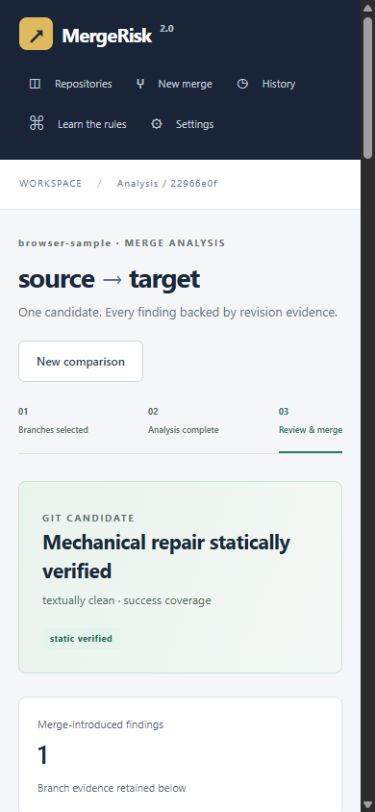 MergeRisk 2.0
Repositories New merge History
Learn the rules Settings
WORKSPACE / Analysis / 22966e0f
browser-sample · MERGE ANALYSIS
source → target
One candidate. Every finding backed by revision evidence.
New comparison
01 02 03
Branches selected Analysis complete Review & merge
GIT CANDIDATE
Mechanical repair statically
verified
textually clean · success coverage
static verified
Merge-introduced findings
1
Branch evidence retained below